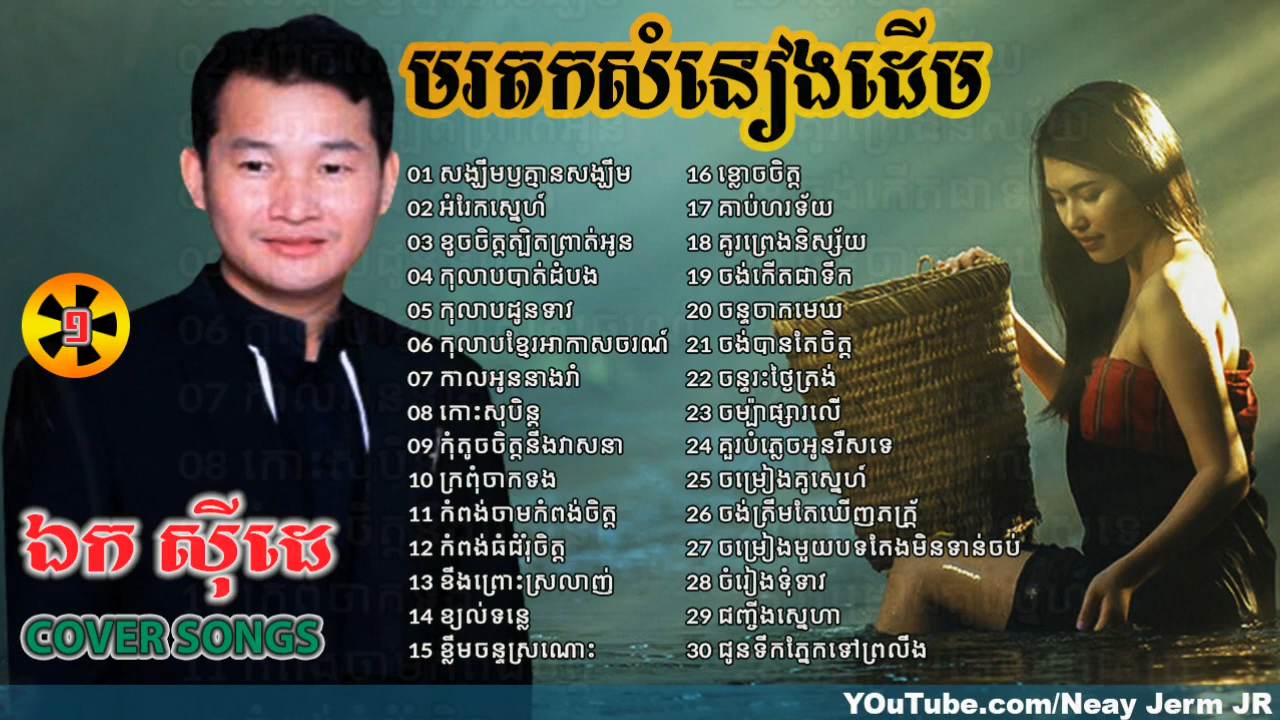 មរតកសំនៀងដើម
01 សង្ឃឹមឫគ្មានសង្ឃឹម
02 អំរែកស្នេហ៍
03 ខូចចិត្តត្បិតព្រាត់អូន
04 កុលាបបាត់ដំបង
05 កុលាបដូនទាវ
06 កុលាបខ្មែរអាកាសចរណ៍
07 កាលអូននាងរាំ
08 កោះសុបិន្ត
09 កុំតូចចិត្តនឹងវាសនា
10 ក្រពុំចាកទង
11 កំពង់ចាមកំពង់ចិត្ត
12 កំពង់ធំជំរុំចិត្ត
13 ខឹងព្រោះស្រលាញ់
14 ខ្យល់ទន្លេ
15 ខ្លឹមចន្ទស្រណោះ
16 ខ្លោចចិត្ត
17 គាប់ហរទ័យ
18 គូរព្រេងនិស្ស័យ
19 ចង់កើតជាទឹក
20 ចន្ទចាកមេឃ
21 ចង់បានតែចិត្ត
22 ចន្ទរះថ្ងៃត្រង់
23 ចម្ប៉ាផ្សារលើ
24 គួរបំភ្លេចអូនរឺសទេ
25 ចម្រៀងគូស្នេហ៍
26 ចង់ត្រឹមតែឃើញភក្ត្រ័
27 ចម្រៀងមួយបទតែងមិនទាន់ចប់
28 ចំរៀងទុំទាវ
29 ជញ្ជីងស្នេហា
30 ជូនទឹកភ្នែកទៅព្រលឹង
១
ឯក ស៊ីដេ
COVER SONGS
YOuTube.com/Neay Jerm JR